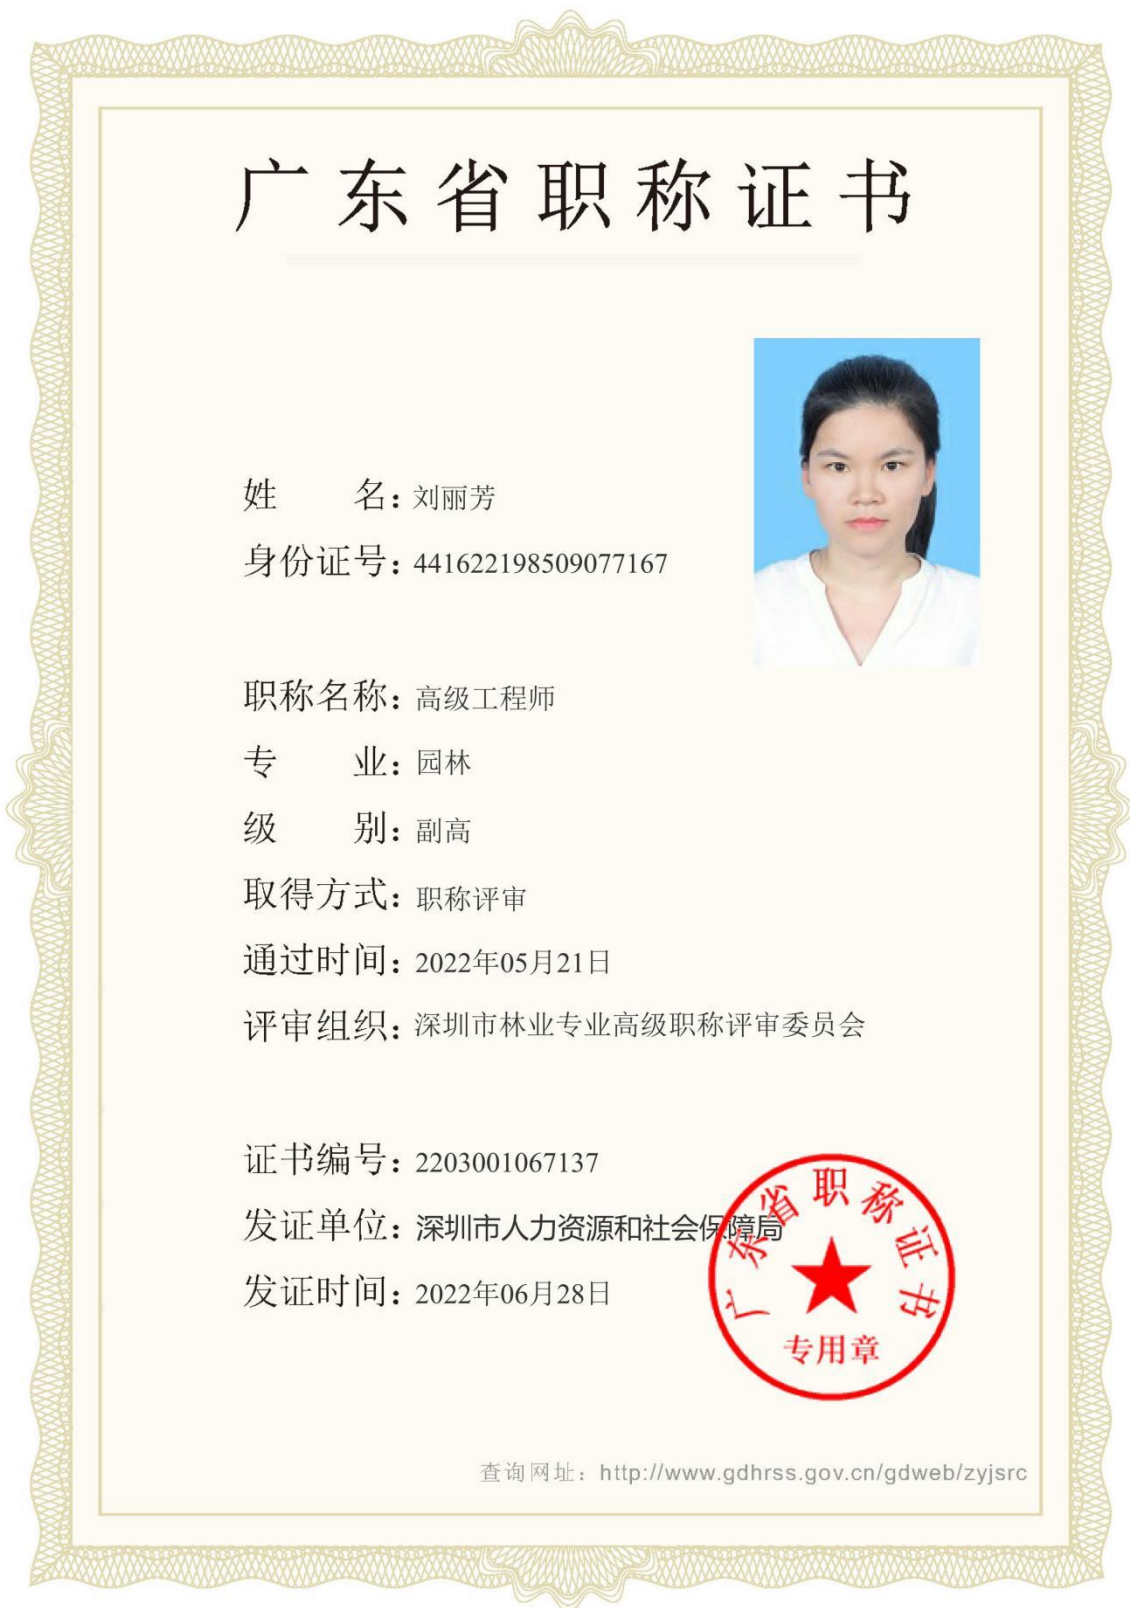 广东省职称证书
姓 名：刘丽芳
身份证号：441622198509077167
职称名称：高级工程师
专 业：园林
级 别：副高
取得方式：职称评审
通过时间：2022年05月21日
评审组织：深圳市林业专业高级职称评审委员会
证书编号：2203001067137
发证单位：深圳市人力资源和社会保障局
发证时间：2022年06月28日
广东省职称证书
专用章
查询网址：http://www.gdhrss.gov.cn/gdweb/zyjsrc